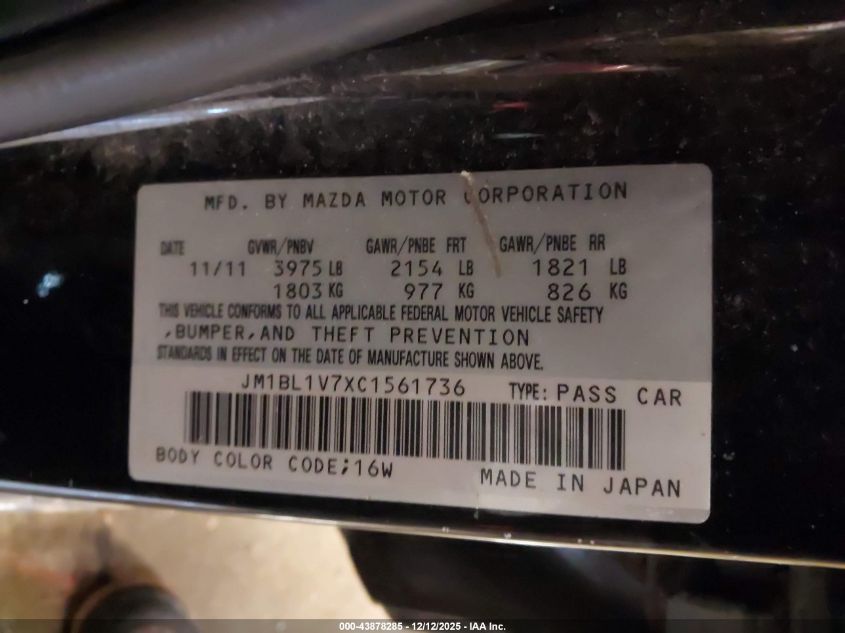 MFD. BY MAZDA MOTOR CORPORATION
DATE GVWR/PNBV GAWR/PNBE FRT GAWR/PNBE RR
11/11 3975 LB 2154 LB 1821 LB
1803 KG 977 KG 826 KG
THIS VEHICLE CONFORMS TO ALL APPLICABLE FEDERAL MOTOR VEHICLE SAFETY
,BUMPER,AND THEFT PREVENTION
STANDARDS IN EFFECT ON THE DATE OF MANUFACTURE SHOWN ABOVE.
JM1BL1V7XC1561736 TYPE: PASS CAR
BODY COLOR CODE;16W MADE IN JAPAN
000-43878285 - 12/12/2025 - IAA Inc.